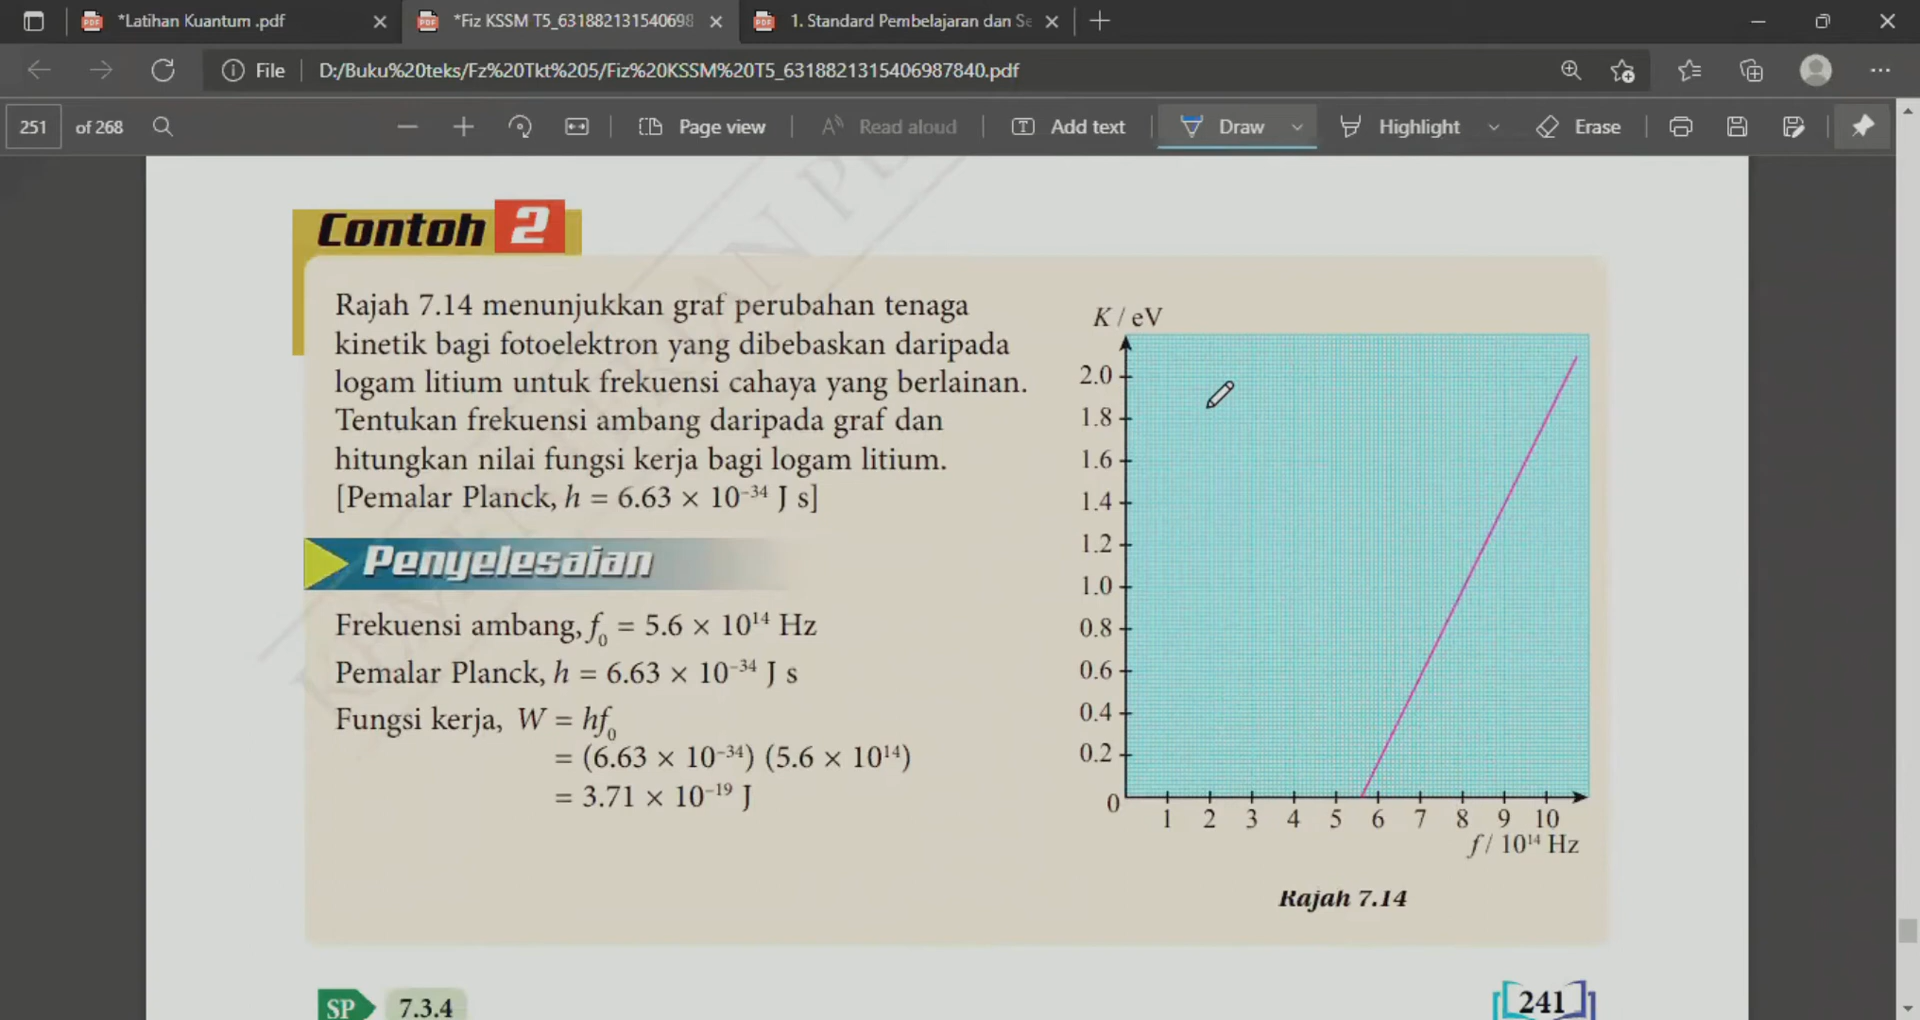 *Latihan Kuantum .pdf
*Fiz KSSM T5_631882131540698
1. Standard Pembelajaran dan Se
File
D:/Buku%20teks/Fz%20Tkt%205/Fiz%20KSSM%20T5_6318821315406987840.pdf
251 of 268
Page view
Read aloud
Add text
Draw
Highlight
Erase
Contoh 2
Rajah 7.14 menunjukkan graf perubahan tenaga
kinetik bagi fotoelektron yang dibebaskan daripada
logam litium untuk frekuensi cahaya yang berlainan.
Tentukan frekuensi ambang daripada graf dan
hitungkan nilai fungsi kerja bagi logam litium.
[Pemalar Planck, h = 6.63 × 10⁻³⁴ J s]
Penyelesaian
Frekuensi ambang, f₀ = 5.6 × 10¹⁴ Hz
Pemalar Planck, h = 6.63 × 10⁻³⁴ J s
Fungsi kerja, W = hf₀
= (6.63 × 10⁻³⁴) (5.6 × 10¹⁴)
= 3.71 × 10⁻¹⁹ J
K / eV
2.0
1.8
1.6
1.4
1.2
1.0
0.8
0.6
0.4
0.2
0
1 2 3 4 5 6 7 8 9 10
f / 10¹⁴ Hz
Rajah 7.14
SP 7.3.4
241